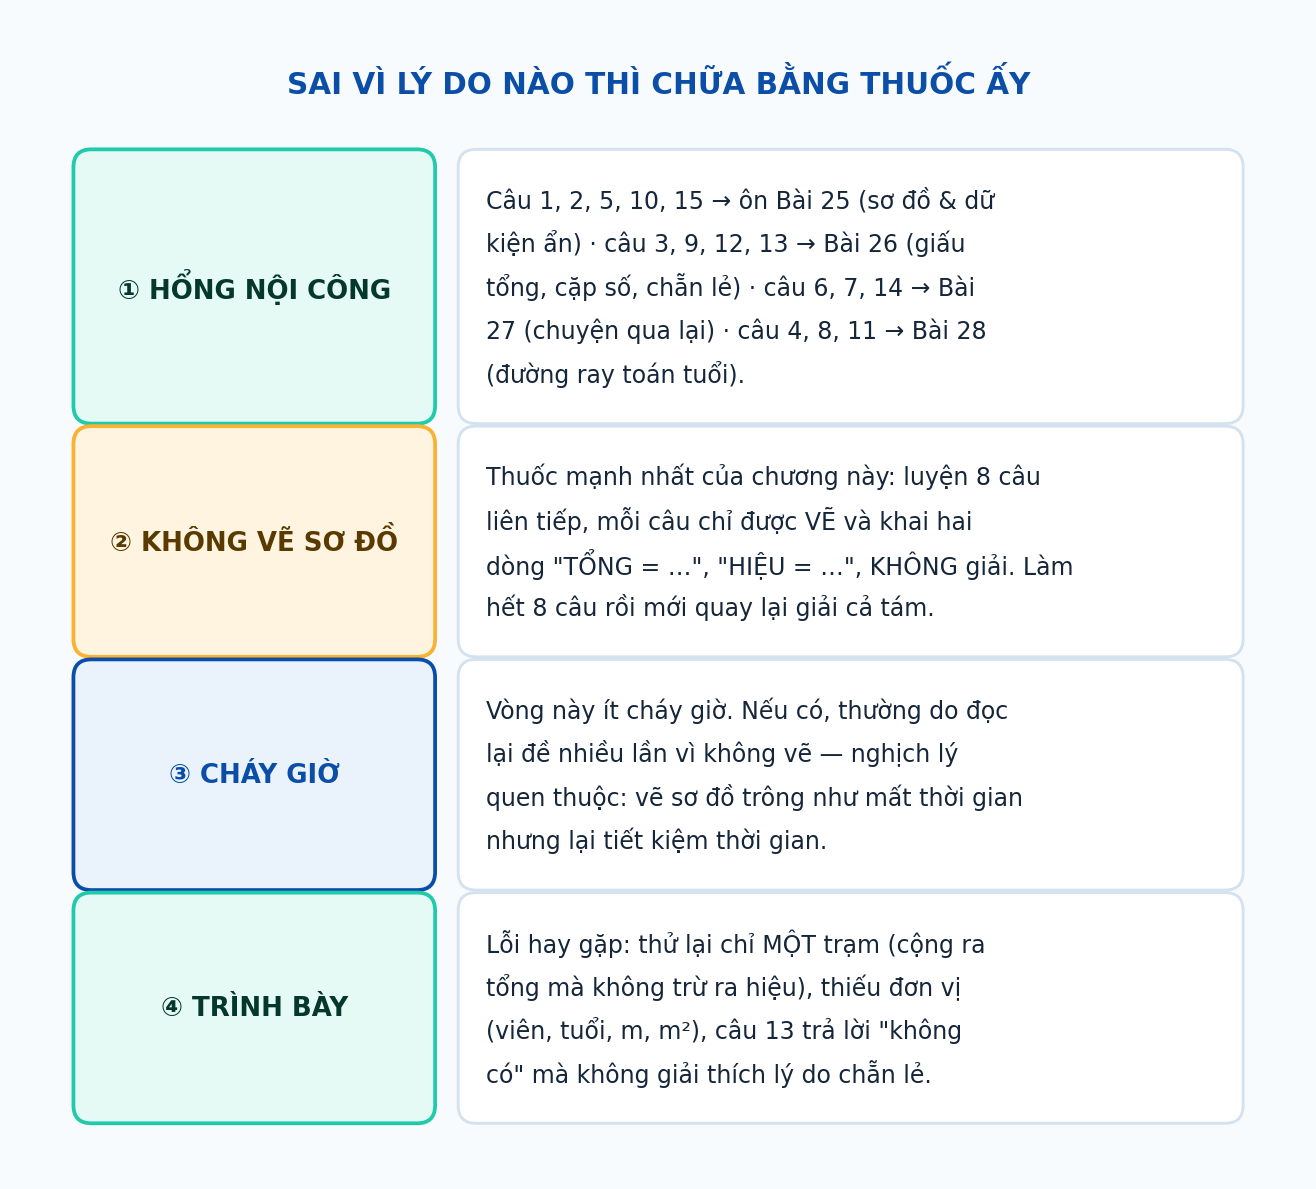 SAI VÌ LÝ DO NÀO THÌ CHỮA BẰNG THUỐC ẤY
① HỔNG NỘI CÔNG
Câu 1, 2, 5, 10, 15 → ôn Bài 25 (sơ đồ & dữ
kiện ẩn) · câu 3, 9, 12, 13 → Bài 26 (giấu
tổng, cặp số, chẵn lẻ) · câu 6, 7, 14 → Bài
27 (chuyện qua lại) · câu 4, 8, 11 → Bài 28
(đường ray toán tuổi).
② KHÔNG VẼ SƠ ĐỒ
Thuốc mạnh nhất của chương này: luyện 8 câu
liên tiếp, mỗi câu chỉ được VẼ và khai hai
dòng "TỔNG = ...", "HIỆU = ...", KHÔNG giải. Làm
hết 8 câu rồi mới quay lại giải cả tám.
③ CHÁY GIỜ
Vòng này ít cháy giờ. Nếu có, thường do đọc
lại đề nhiều lần vì không vẽ — nghịch lý
quen thuộc: vẽ sơ đồ trông như mất thời gian
nhưng lại tiết kiệm thời gian.
④ TRÌNH BÀY
Lỗi hay gặp: thử lại chỉ MỘT trạm (cộng ra
tổng mà không trừ ra hiệu), thiếu đơn vị
(viên, tuổi, m, m²), câu 13 trả lời "không
có" mà không giải thích lý do chẵn lẻ.